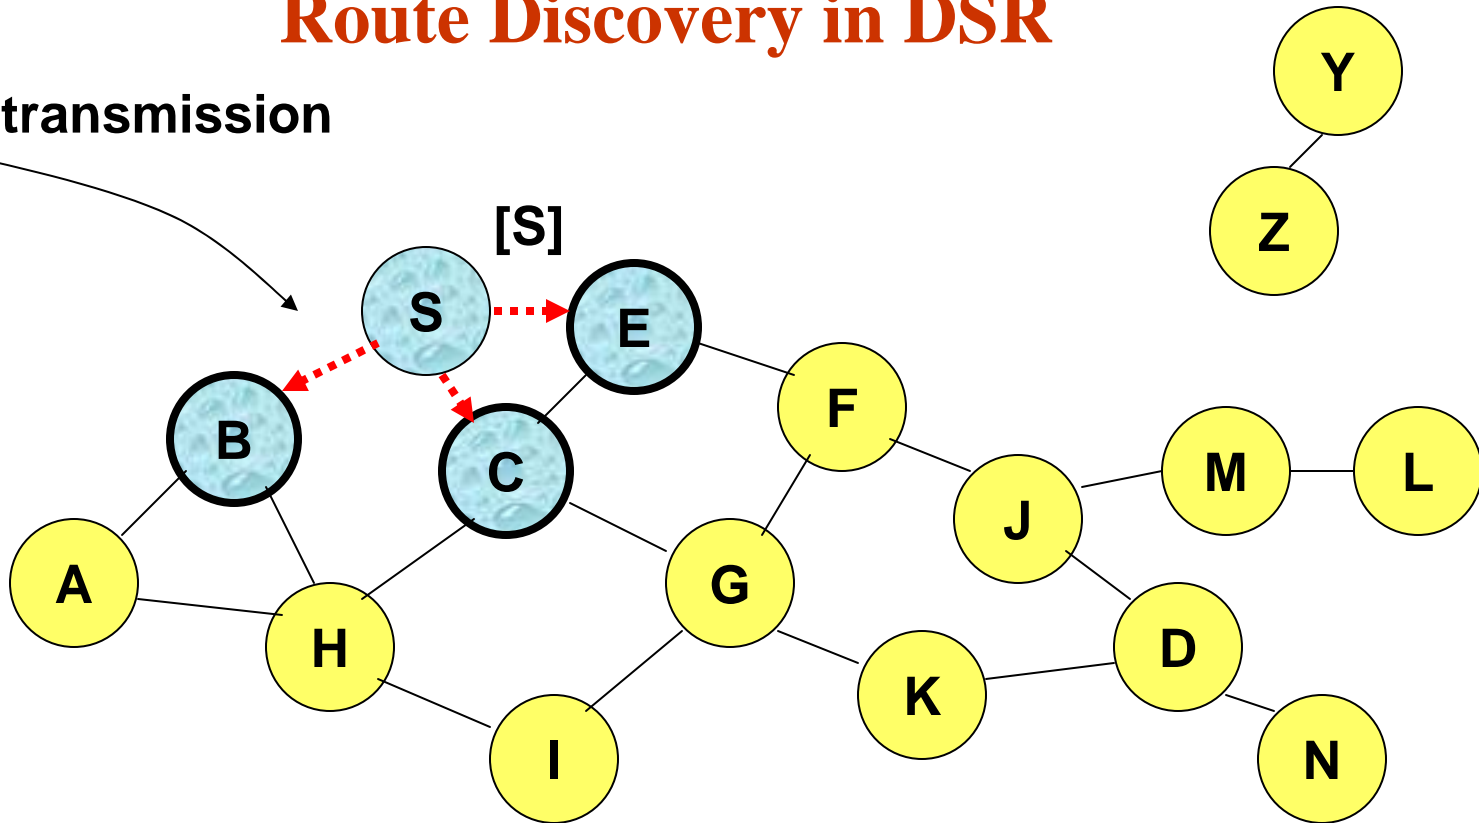 Route Discovery in DSR
Y
transmission
Z
[S]
S
E
F
B
C
M
L
J
A
G
H
D
K
I
N